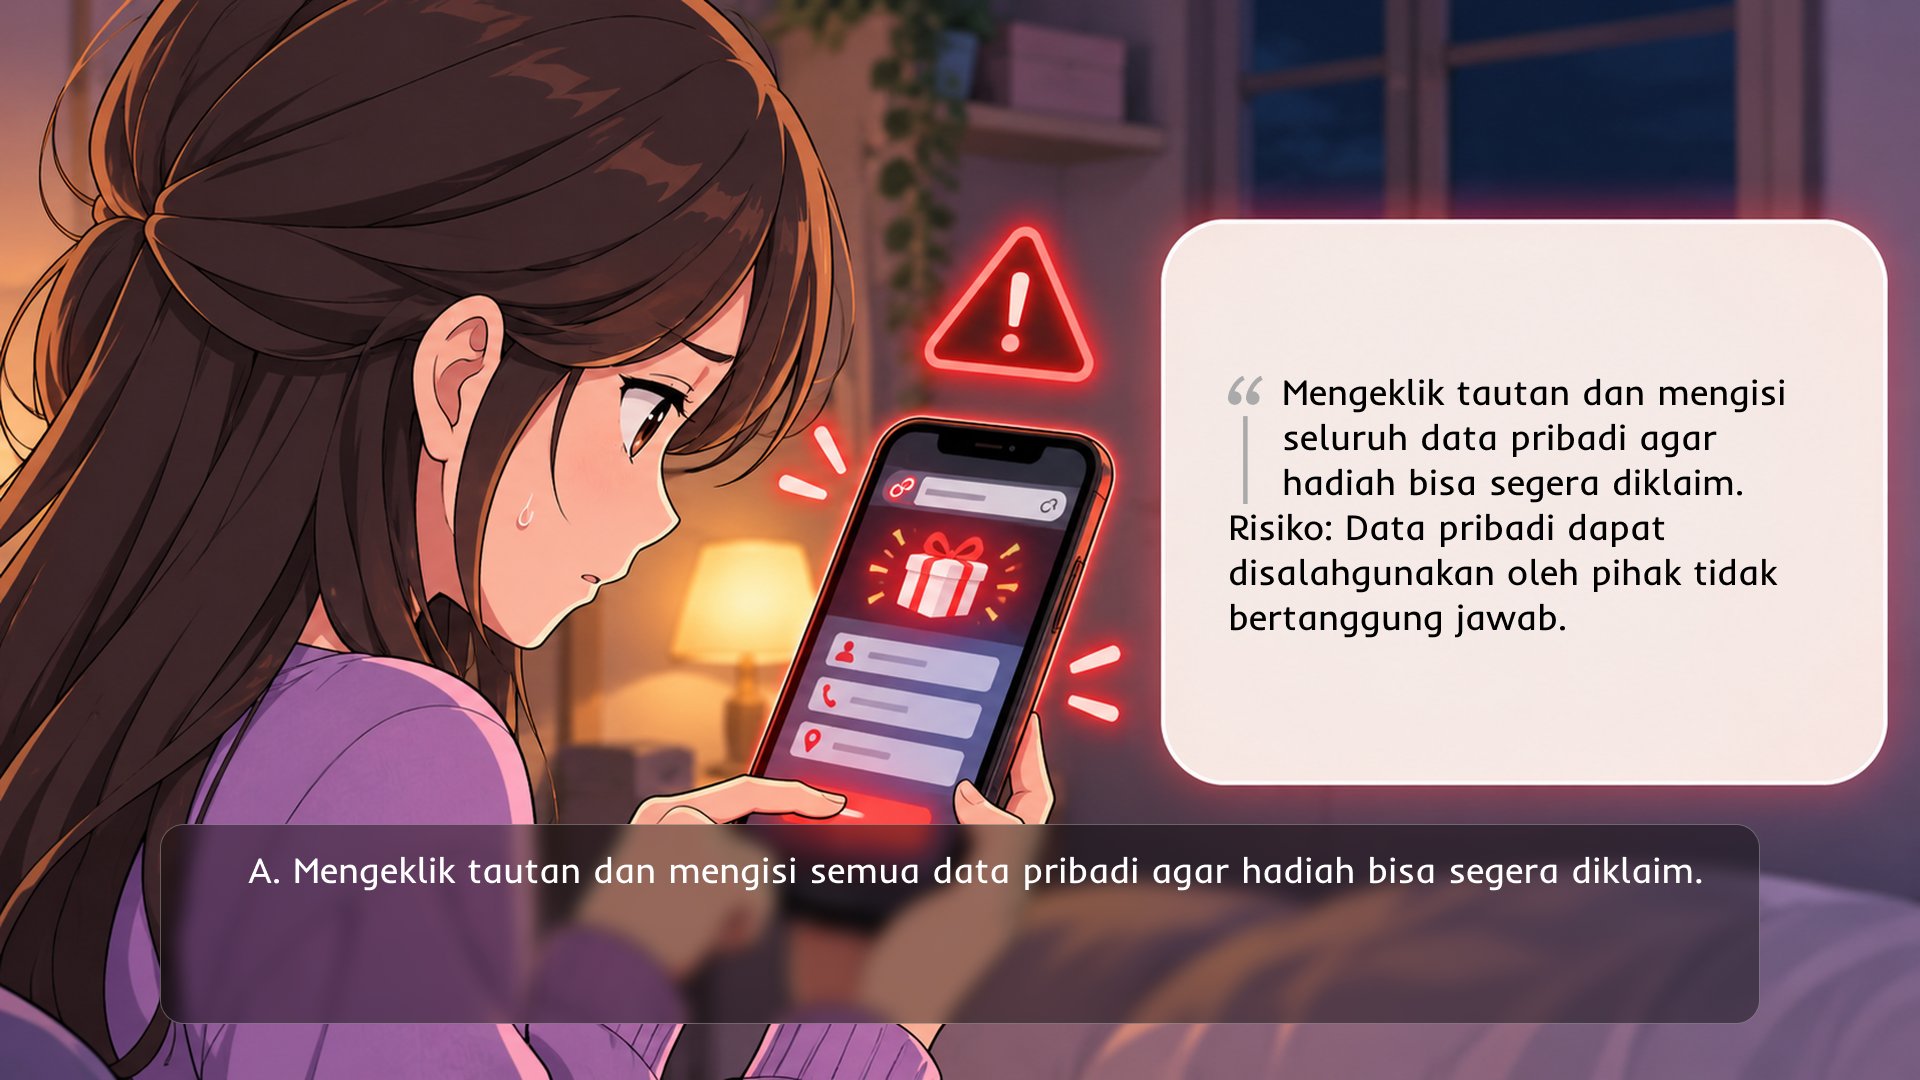 “ Mengeklik tautan dan mengisi
seluruh data pribadi agar
hadiah bisa segera diklaim.
Risiko: Data pribadi dapat
disalahgunakan oleh pihak tidak
bertanggung jawab.
A. Mengeklik tautan dan mengisi semua data pribadi agar hadiah bisa segera diklaim.